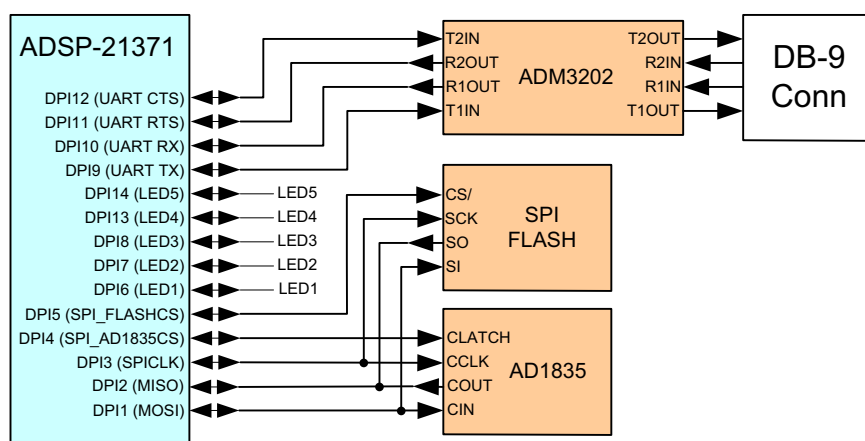 ADSP-21371
DPI12 (UART CTS)
DPI11 (UART RTS)
DPI10 (UART RX)
DPI9 (UART TX)
DPI14 (LED5)
DPI13 (LED4)
DPI8 (LED3)
DPI7 (LED2)
DPI6 (LED1)
DPI5 (SPI_FLASHCS)
DPI4 (SPI_AD1835CS)
DPI3 (SPICLK)
DPI2 (MISO)
DPI1 (MOSI)
LED5
LED4
LED3
LED2
LED1
T2IN
R2OUT
R1OUT
T1IN
ADM3202
T2OUT
R2IN
R1IN
T1OUT
DB-9
Conn
CS/
SCK
SO
SI
SPI
FLASH
CLATCH
CCLK
COUT
CIN
AD1835